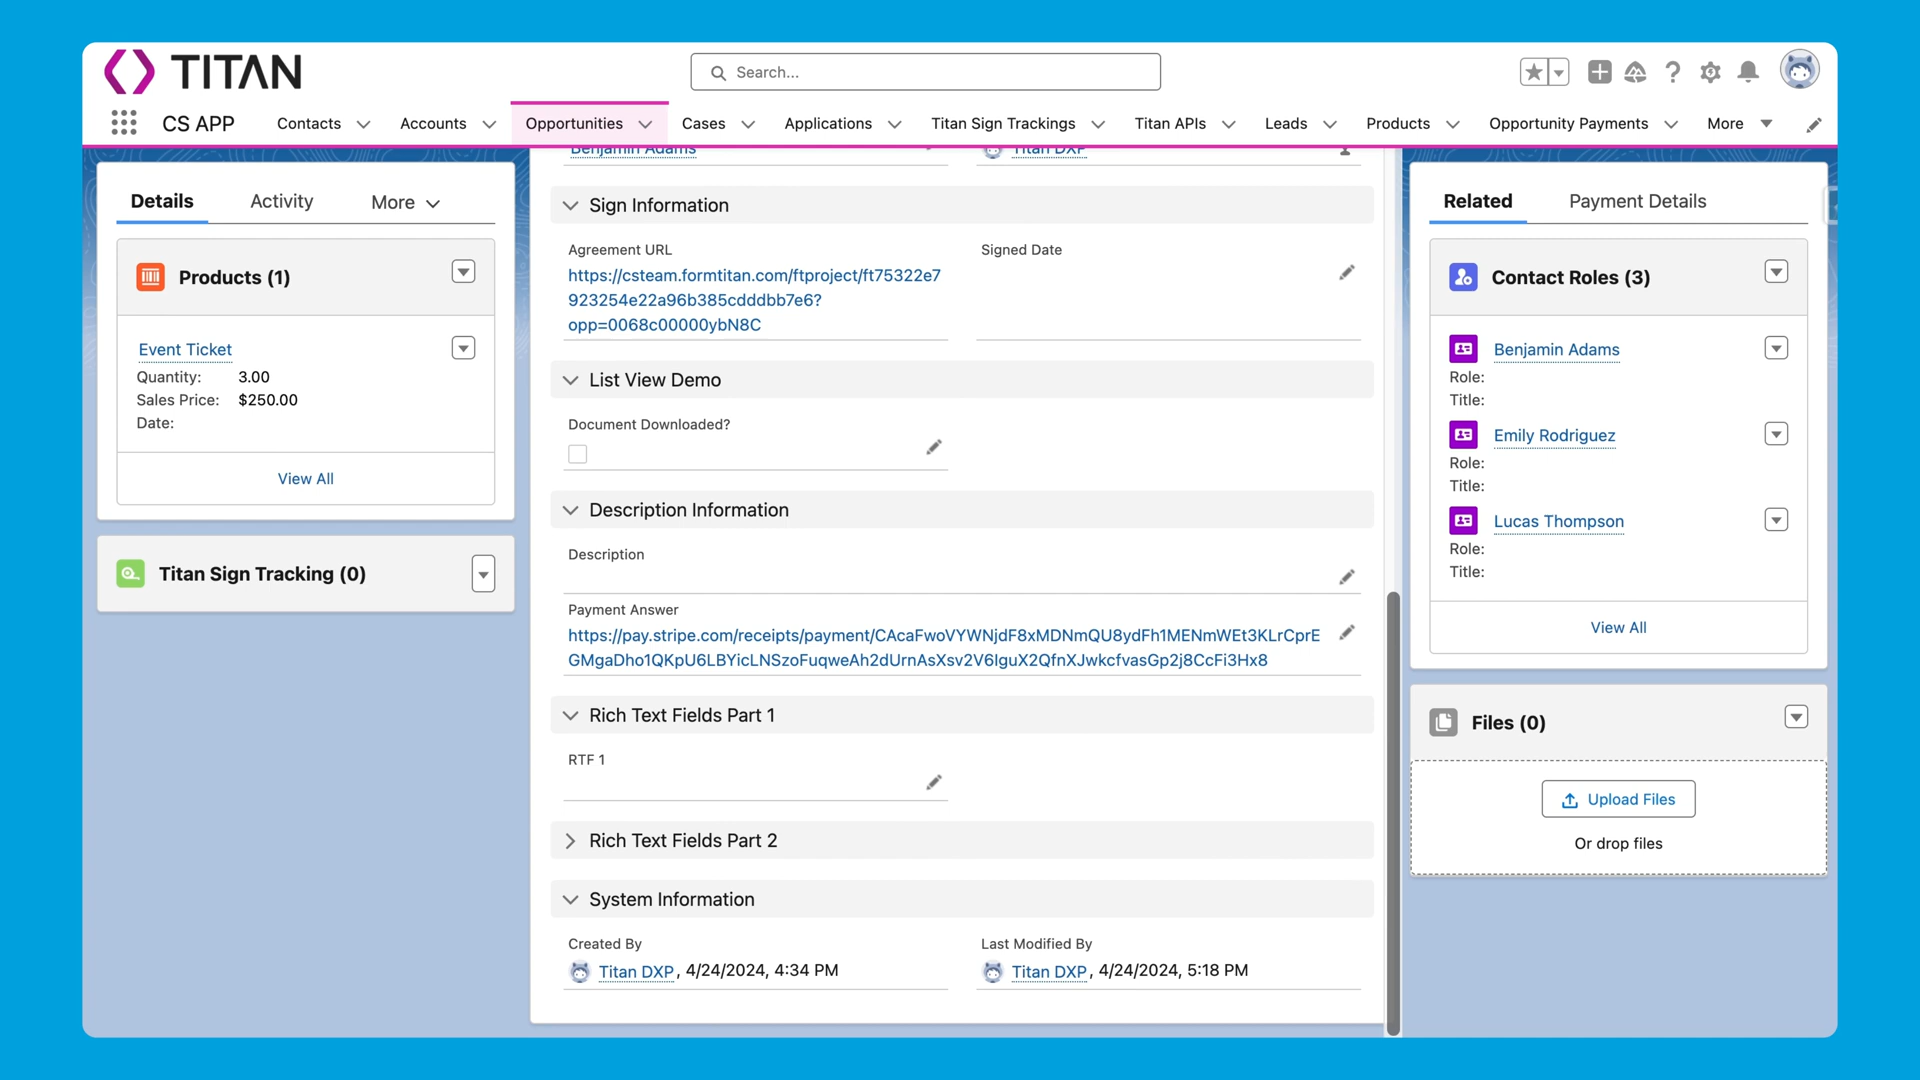 TITAN
Search...
CS APP
Contacts
Accounts
Opportunities
Cases
Applications
Titan Sign Trackings
Titan APIs
Leads
Products
Opportunity Payments
More
Details
Activity
More
Products (1)
Event Ticket
Quantity: 3.00
Sales Price: $250.00
Date:
View All
Titan Sign Tracking (0)
Benjamin Adams
Titan DXP
Sign Information
Agreement URL
https://csteam.formtitan.com/ftproject/ft75322e7
923254e22a96b385cdddbb7e6?
opp=0068c00000ybN8C
Signed Date
List View Demo
Document Downloaded?
Description Information
Description
Payment Answer
https://pay.stripe.com/receipts/payment/CAcaFwoVYWNjdF8xMDNmQU8ydFh1MENmWEt3KLrCprE
GMgaDho1QKpU6LBYicLNSzoFuqweAh2dUrnAsXsv2V6IguX2QfnXJwkcfvasGp2j8CcFi3Hx8
Rich Text Fields Part 1
RTF 1
Rich Text Fields Part 2
System Information
Created By
Titan DXP, 4/24/2024, 4:34 PM
Last Modified By
Titan DXP, 4/24/2024, 5:18 PM
Related
Payment Details
Contact Roles (3)
Benjamin Adams
Role:
Title:
Emily Rodriguez
Role:
Title:
Lucas Thompson
Role:
Title:
View All
Files (0)
Upload Files
Or drop files